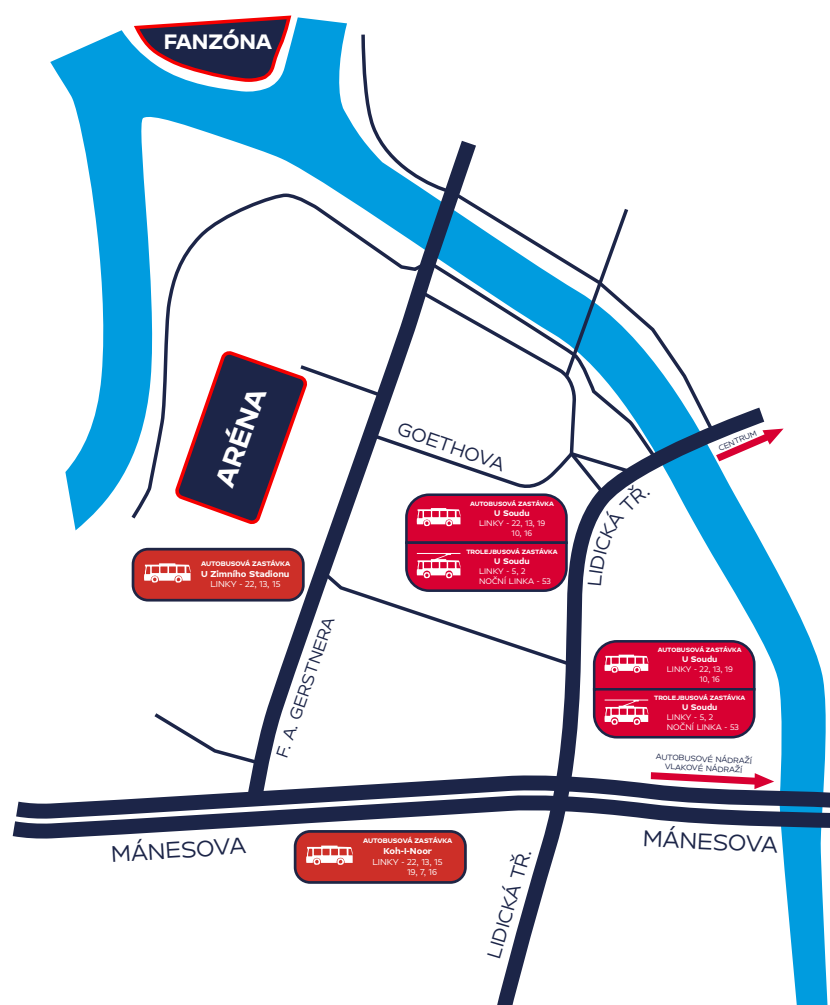 FANZÓNA
ARÉNA
GOETHOVA
CENTRUM
LIDICKÁ TŘ.
AUTOBUSOVÁ ZASTÁVKA
U Soudu
LINKY - 22, 13, 19
10, 16
TROLEJBUSOVÁ ZASTÁVKA
U Soudu
LINKY - 5, 2
NOČNÍ LINKA - 53
AUTOBUSOVÁ ZASTÁVKA
U Zimního Stadionu
LINKY - 22, 13, 15
F. A. GERSTNERA
AUTOBUSOVÁ ZASTÁVKA
U Soudu
LINKY - 22, 13, 19
10, 16
TROLEJBUSOVÁ ZASTÁVKA
U Soudu
LINKY - 5, 2
NOČNÍ LINKA - 53
AUTOBUSOVÉ NÁDRAŽÍ
VLAKOVÉ NÁDRAŽÍ
MÁNESOVA
MÁNESOVA
AUTOBUSOVÁ ZASTÁVKA
Koh-I-Noor
LINKY - 22, 13, 15
19, 7, 16
LIDICKÁ TŘ.